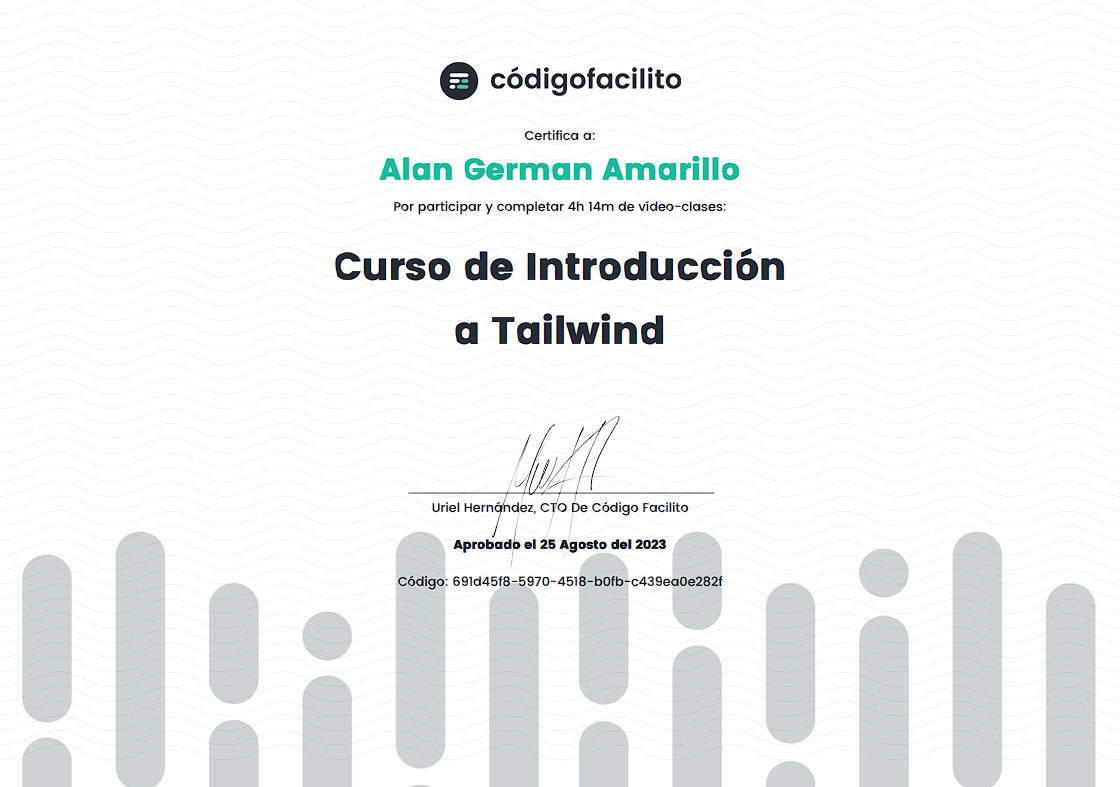 códigofacilito
Certifica a:
Alan German Amarillo
Por participar y completar 4h 14m de vídeo-clases:
Curso de Introducción
a Tailwind
Uriel Hernández, CTO De Código Facilito
Aprobado el 25 Agosto del 2023
Código: 691d45f8-5970-4518-b0fb-c439ea0e282f